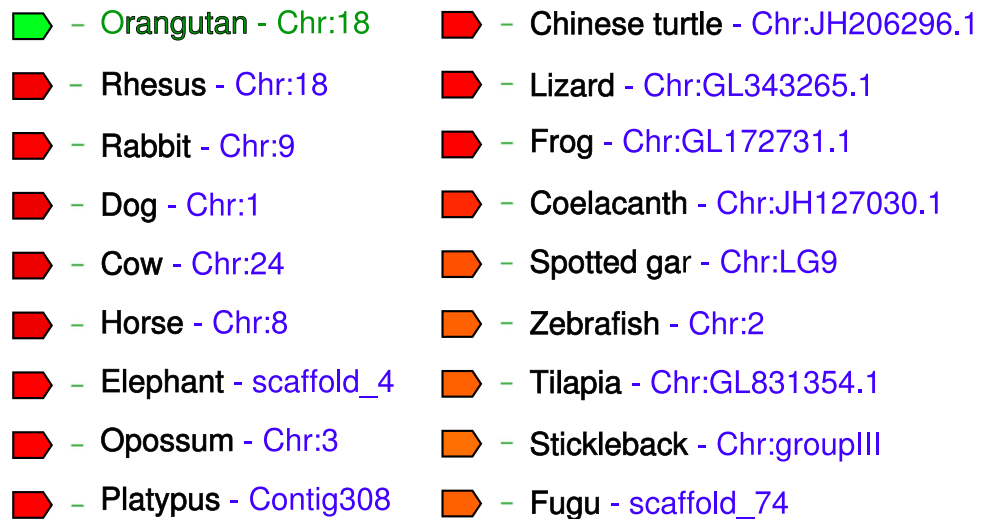 - Orangutan - Chr:18
- Rhesus - Chr:18
- Rabbit - Chr:9
- Dog - Chr:1
- Cow - Chr:24
- Horse - Chr:8
- Elephant - scaffold_4
- Opossum - Chr:3
- Platypus - Contig308
- Chinese turtle - Chr:JH206296.1
- Lizard - Chr:GL343265.1
- Frog - Chr:GL172731.1
- Coelacanth - Chr:JH127030.1
- Spotted gar - Chr:LG9
- Zebrafish - Chr:2
- Tilapia - Chr:GL831354.1
- Stickleback - Chr:groupIII
- Fugu - scaffold_74